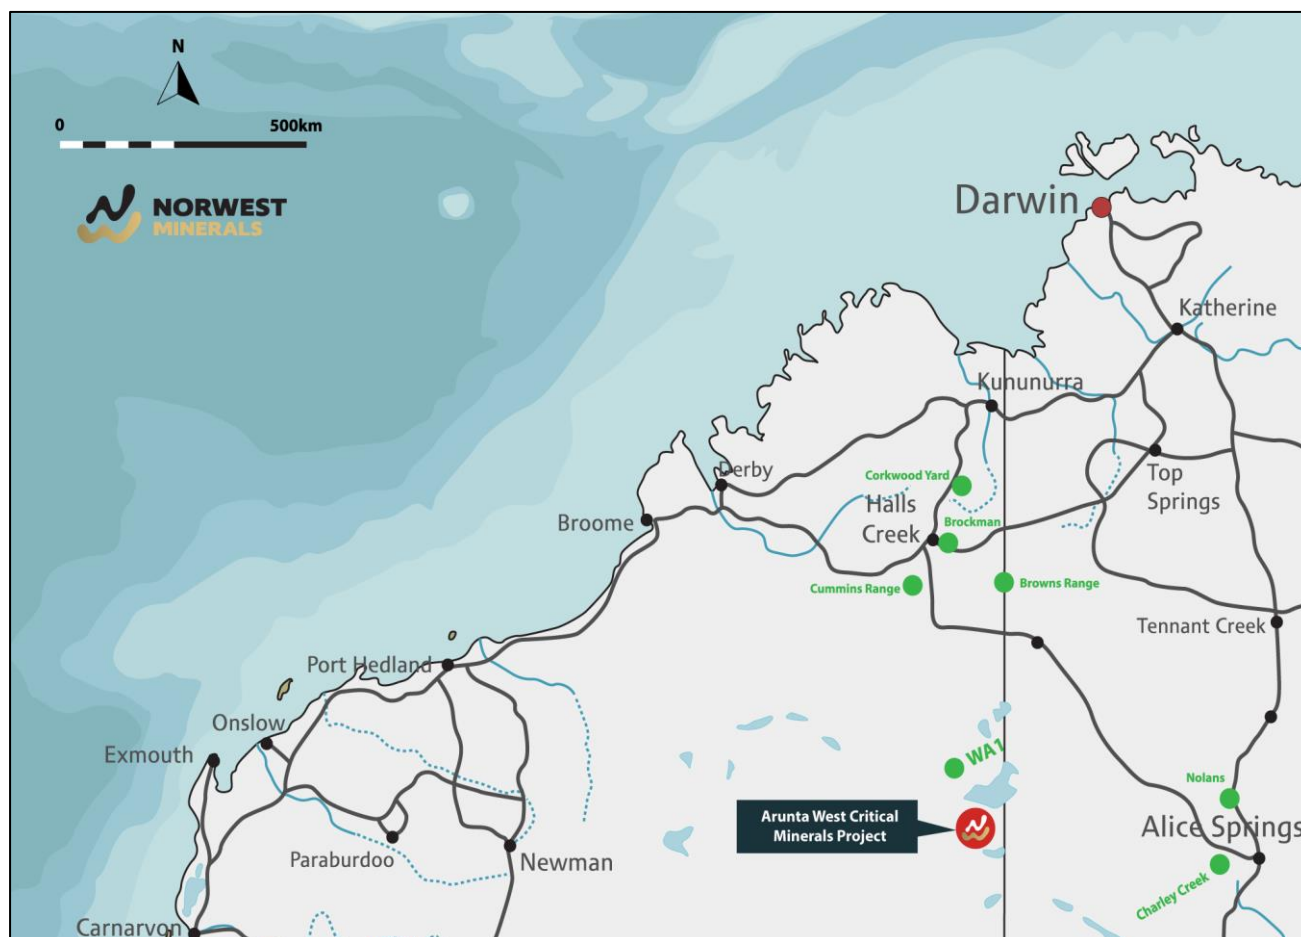 N
0 500km
NORWEST
MINERALS
Darwin
Katherine
Kununurra
Derby
Corkwood Yard
Top
Springs
Halls
Creek
Broome
Brockman
Cummins Range
Browns Range
Tennant Creek
Port Hedland
Onslow
Exmouth
WA1
Nolans
Arunta West Critical
Minerals Project
Alice Springs
Paraburdoo
Newman
Charley Creek
Carnarvon